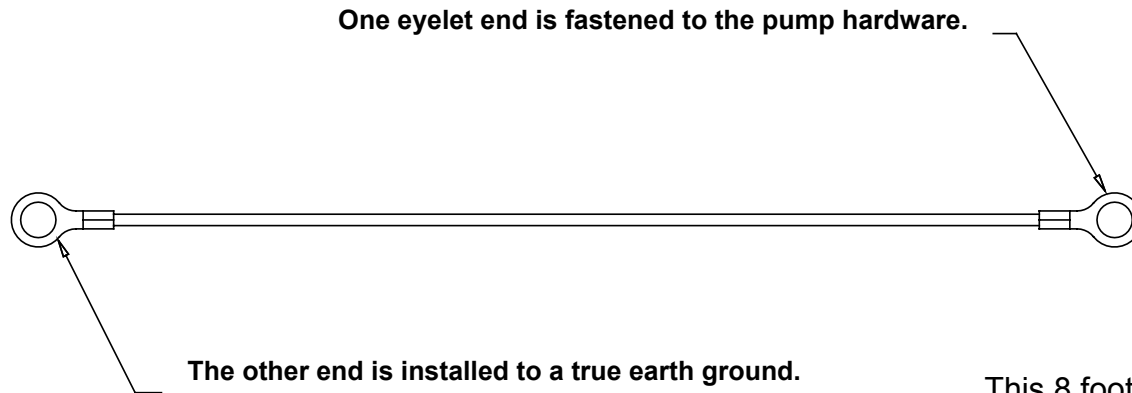 One eyelet end is fastened to the pump hardware.
The other end is installed to a true earth ground.
This 8 foot